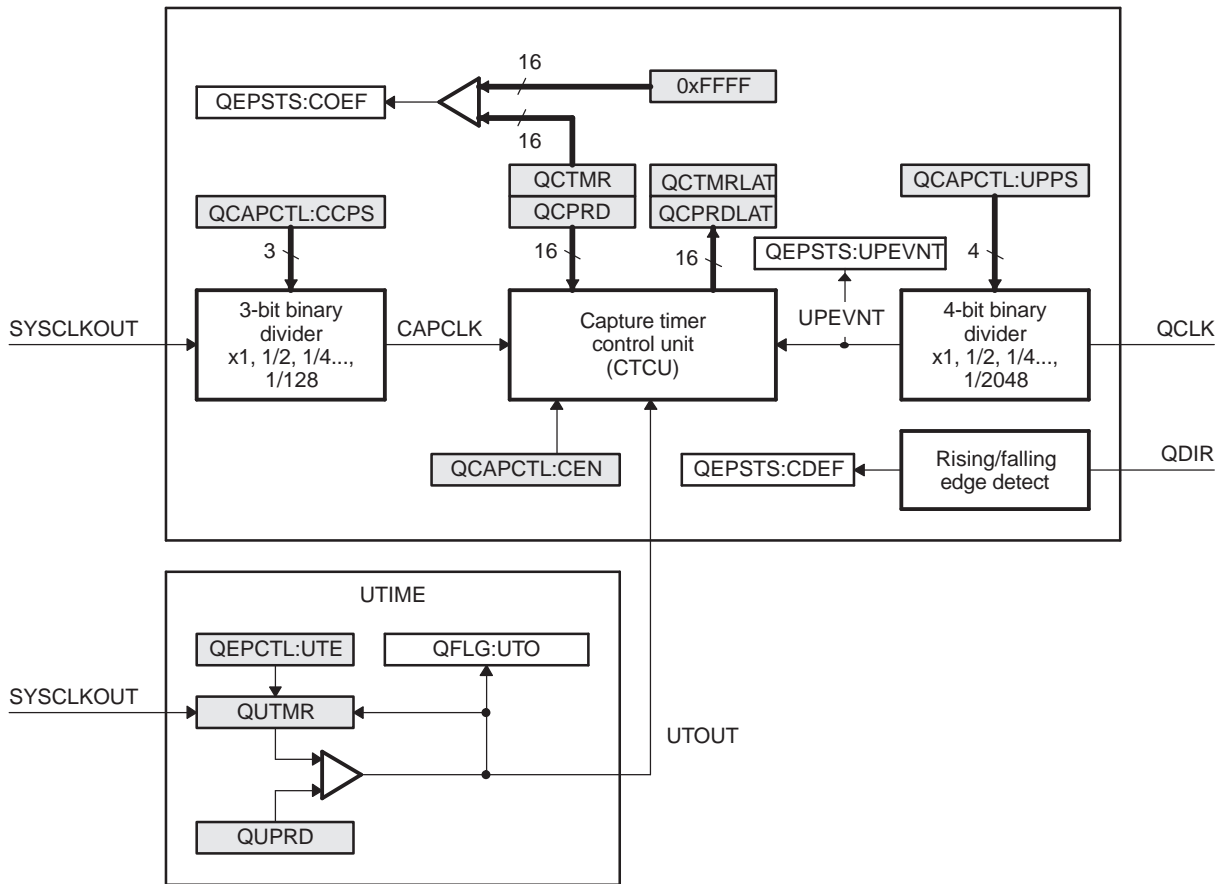 16
0xFFFF
QEPSTS:COEF
16
QCTMR
QCTMRLAT
QCAPCTL:UPPS
QCAPCTL:CCPS
QCPRD
QCPRDLAT
3
16
16
QEPSTS:UPEVNT
4
SYSCLKOUT
3-bit binary
divider
x1, 1/2, 1/4...,
1/128
CAPCLK
Capture timer
control unit
(CTCU)
UPEVNT
4-bit binary
divider
x1, 1/2, 1/4...,
1/2048
QCLK
QCAPCTL:CEN
QEPSTS:CDEF
Rising/falling
edge detect
QDIR
UTIME
QEPCTL:UTE
QFLG:UTO
SYSCLKOUT
QUTMR
UTOUT
QUPRD